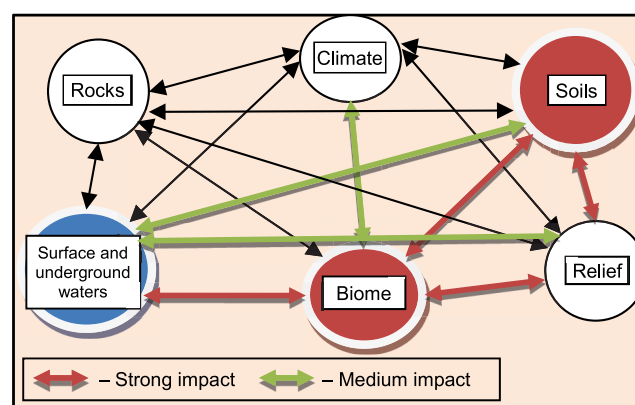 Climate
Rocks
Soils
Surface and
underground
waters
Biome
Relief
– Strong impact
– Medium impact